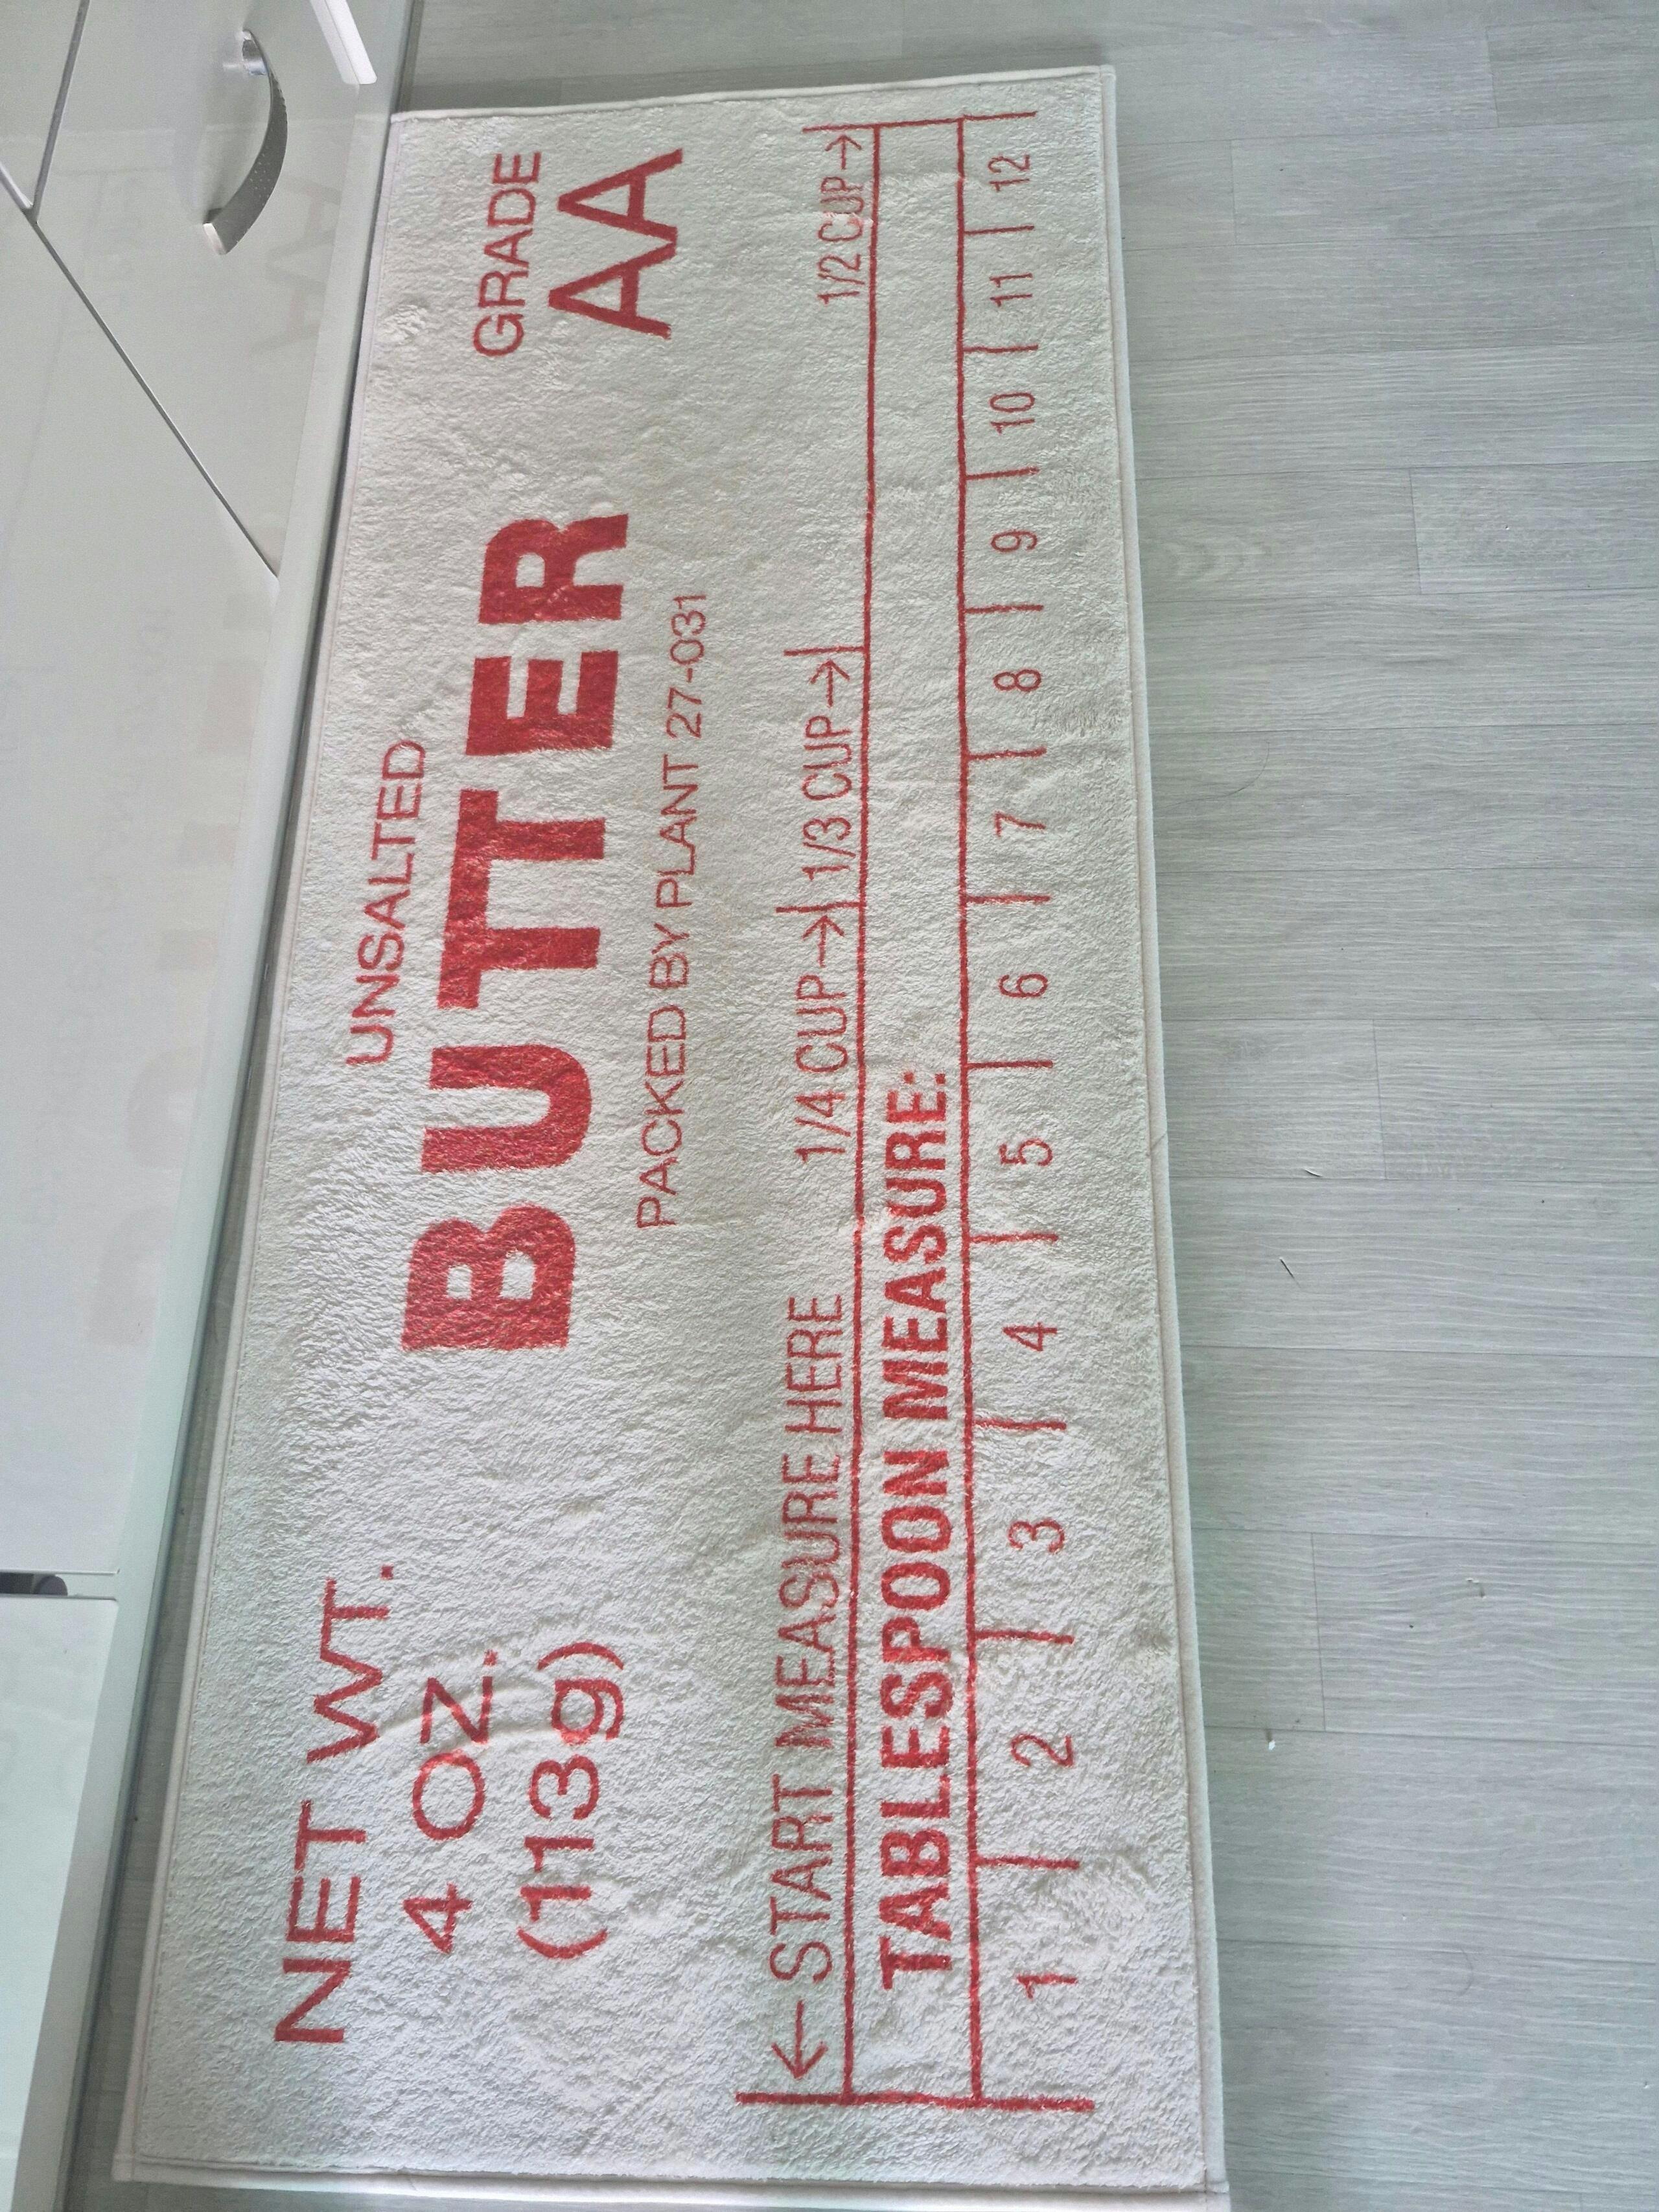 UNSALTED
NET WT.
4 OZ.
(113g)
BUTTER
PACKED BY PLANT 27-031
GRADE
AA
←START MEASURE HERE 1/4 CUP→ 1/3 CUP→ 1/2 CUP→
TABLESPOON MEASURE:
1 2 3 4 5 6 7 8 9 10 11 12